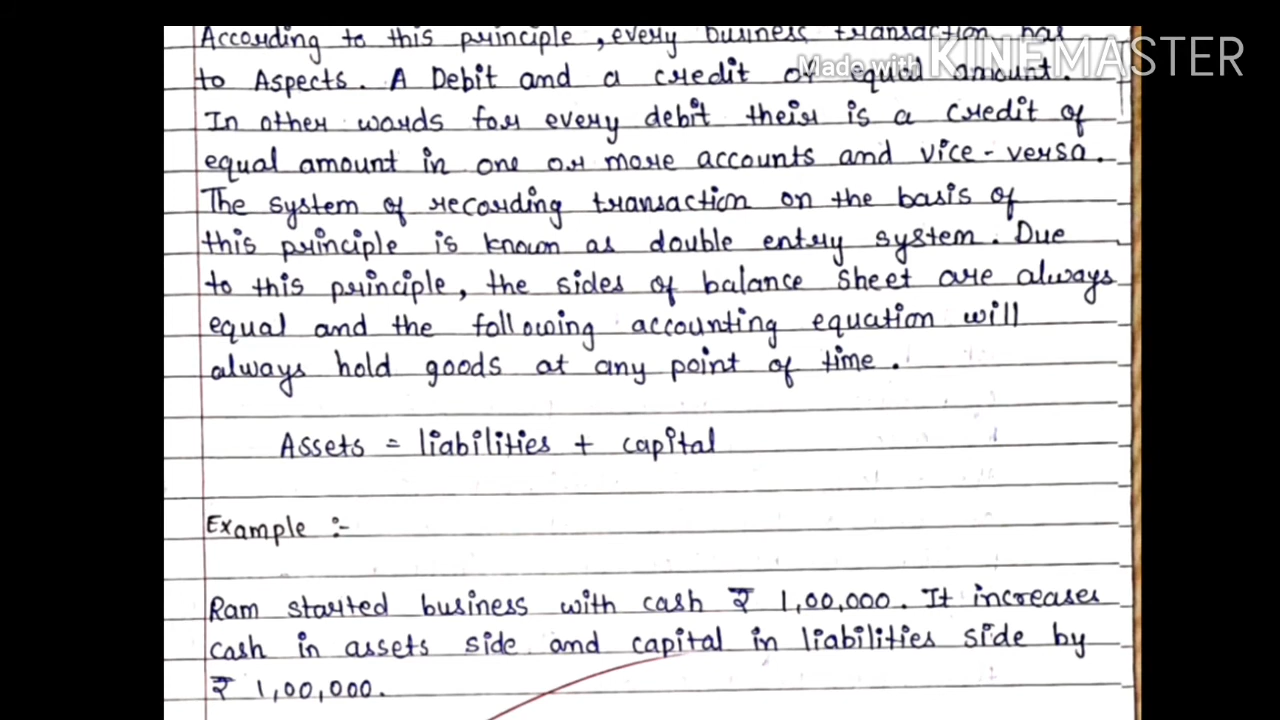 According to this principle, every business transaction has
Made with KINEMASTER
to Aspects. A Debit and a credit of equal amount.
In other words for every debit their is a credit of
equal amount in one or more accounts and vice-versa.
The system of recording transaction on the basis of
this principle is known as double entry system. Due
to this principle, the sides of balance sheet are always
equal and the following accounting equation will
always hold goods at any point of time.
Assets = liabilities + capital
Example :-
Ram started business with cash ₹ 1,00,000. It increases
cash in assets side and capital in liabilities side by
₹ 1,00,000.